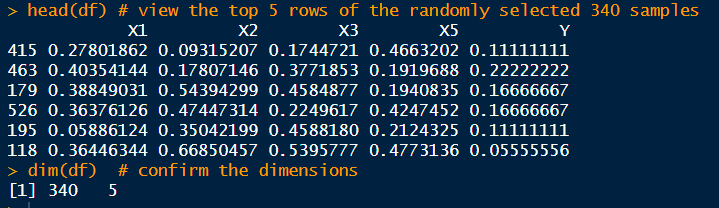 > head(df) # view the top 5 rows of the randomly selected 340 samples
X1 X2 X3 X5 Y
415 0.27801862 0.09315207 0.1744721 0.4663202 0.11111111
463 0.40354144 0.17807146 0.3771853 0.1919688 0.22222222
179 0.38849031 0.54394299 0.4584877 0.1940835 0.16666667
526 0.36376126 0.47447314 0.2249617 0.4247452 0.16666667
195 0.05886124 0.35042199 0.4588180 0.2124325 0.11111111
118 0.36446344 0.66850457 0.5395777 0.4773136 0.05555556
> dim(df)  # confirm the dimensions
[1] 340   5